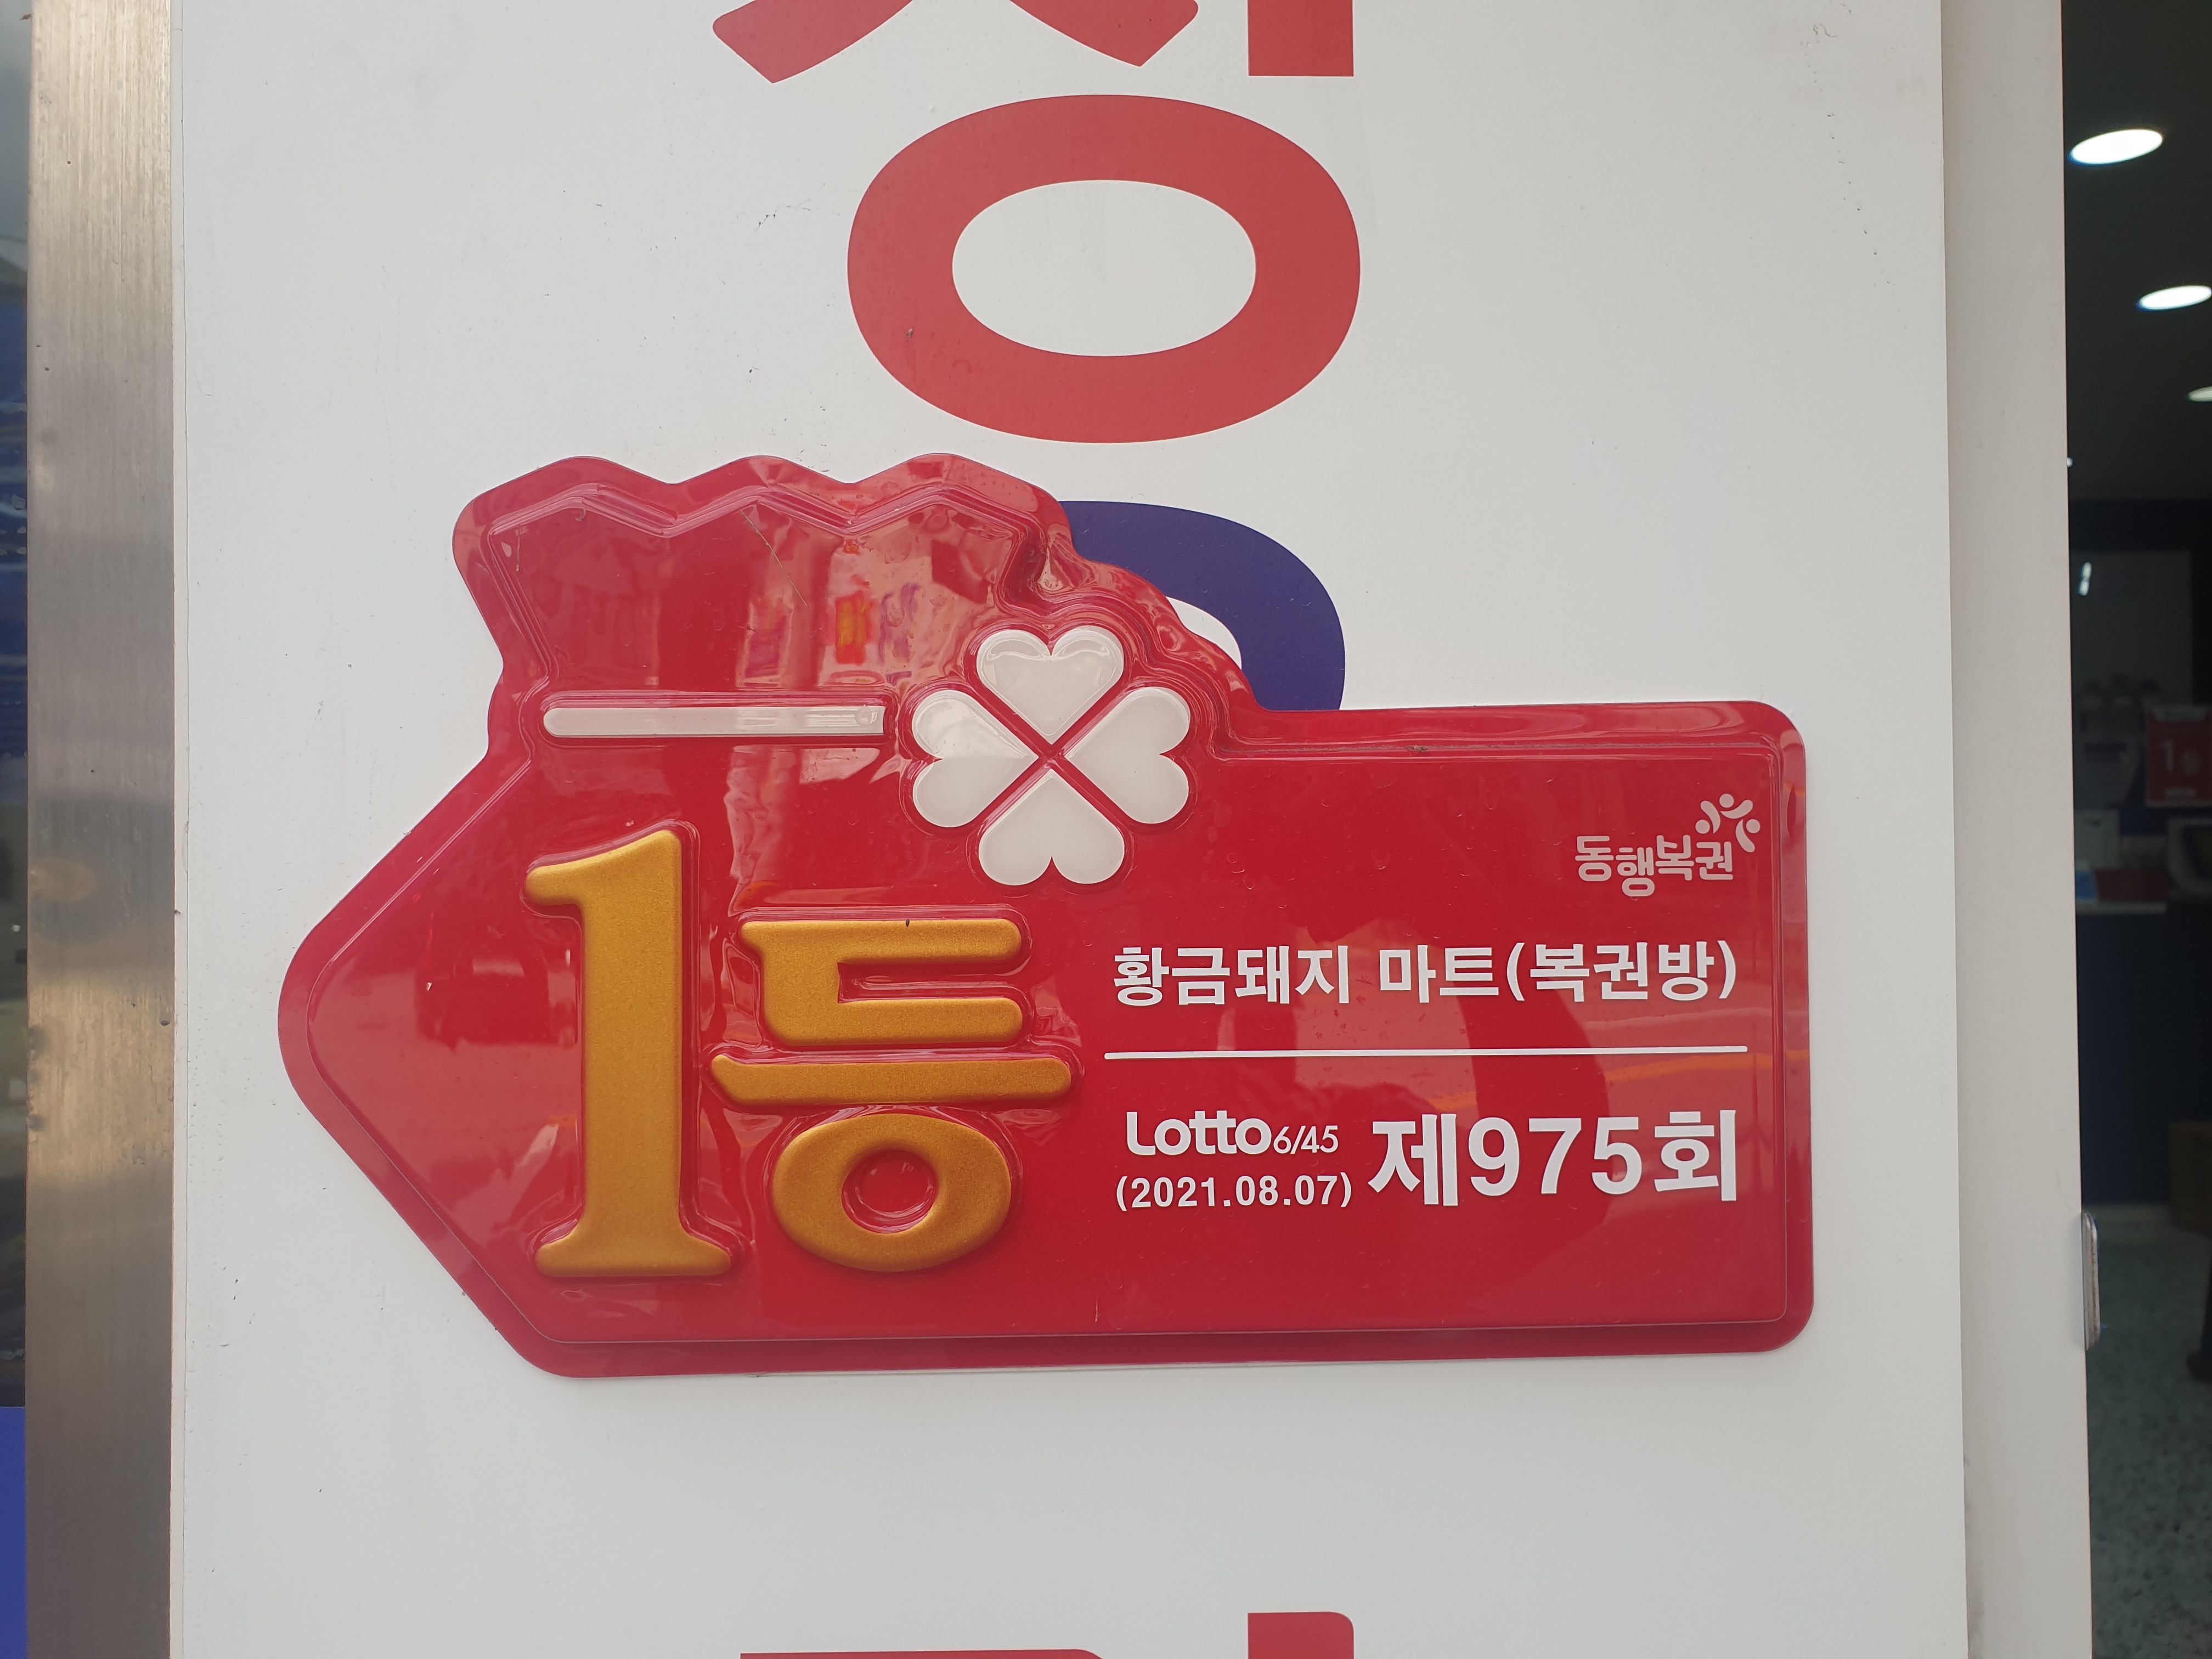 동행복권
1등
황금돼지 마트(복권방)
Lotto6/45
(2021.08.07)
제975회